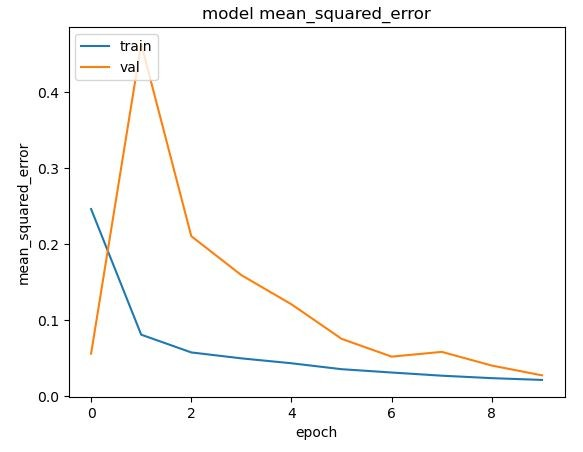 model mean_squared_error
train
val
mean_squared_error
0.4
0.3
0.2
0.1
0.0
0 2 4 6 8
epoch